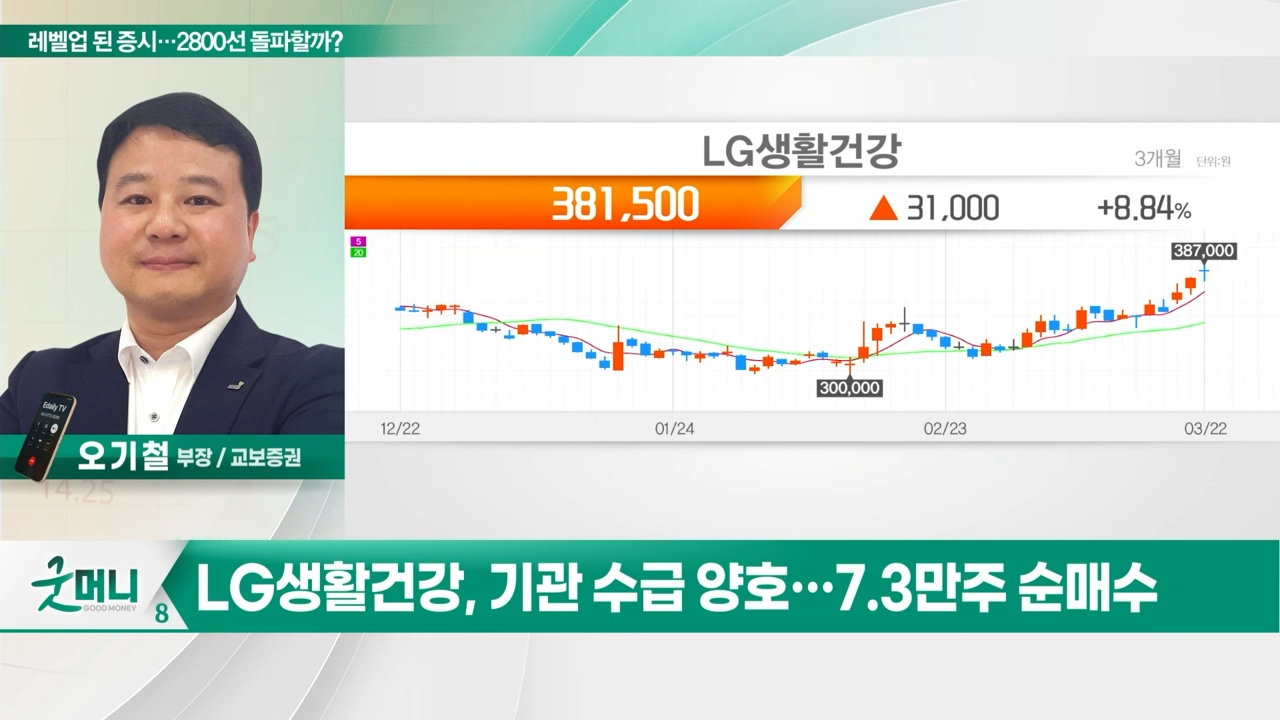 레벨업 된 증시…2800선 돌파할까?
LG생활건강
3개월 단위:원
381,500 ▲ 31,000 +8.84%
5
20
387,000
300,000
12/22 01/24 02/23 03/22
Edaily TV
오기철 부장 / 교보증권
14.25
굿머니
GOOD MONEY
8
LG생활건강, 기관 수급 양호…7.3만주 순매수